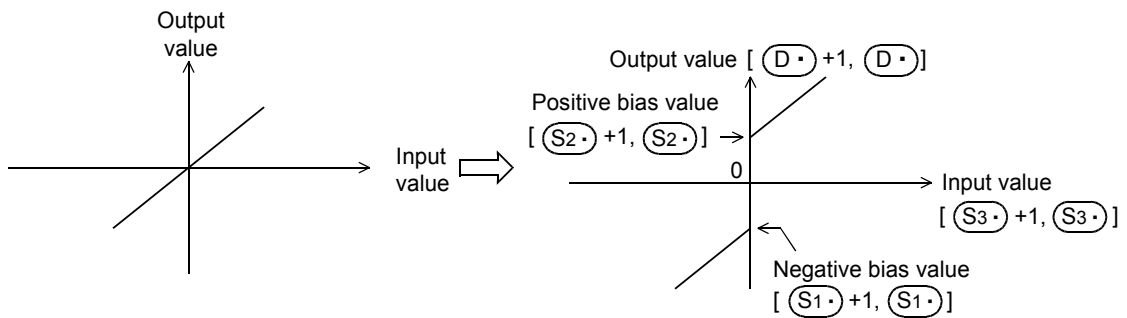 Output
value
Input
value
Output value [ D· +1, D· ]
Positive bias value
[ S2· +1, S2· ]
0
Input value
[ S3· +1, S3· ]
Negative bias value
[ S1· +1, S1· ]